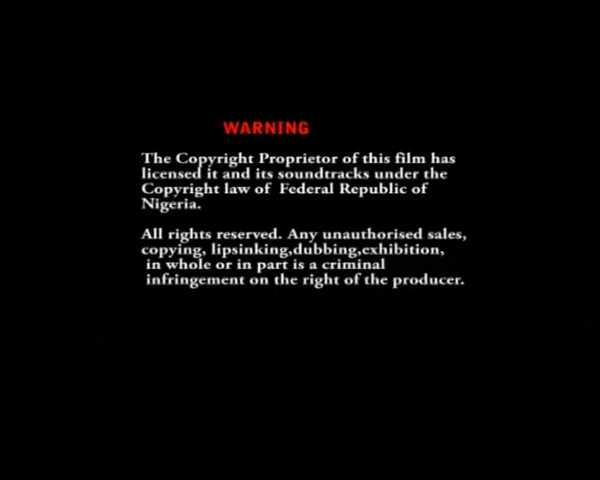 WARNING
The Copyright Proprietor of this film has
licensed it and its soundtracks under the
Copyright law of Federal Republic of
Nigeria.
All rights reserved. Any unauthorised sales,
copying, lipsinking,dubbing,exhibition,
in whole or in part is a criminal
infringement on the right of the producer.